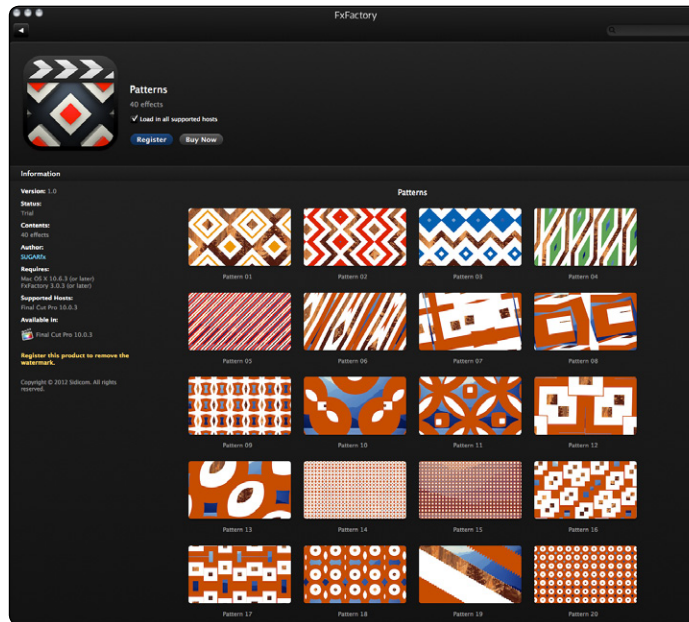 FxFactory
Patterns
40 effects
Load in all supported hosts
Register
Buy Now
Information
Version: 1.0
Status:
Trial
Contents:
40 effects
Author:
SUGARfx
Requires:
Mac OS X 10.6.3 (or later)
FxFactory 3.0.3 (or later)
Supported Hosts:
Final Cut Pro 10.0.3
Available in:
Final Cut Pro 10.0.3
Register this product to remove the
watermark.
Copyright © 2012 Sidicom. All rights
reserved.
Patterns
Pattern 01
Pattern 02
Pattern 03
Pattern 04
Pattern 05
Pattern 06
Pattern 07
Pattern 08
Pattern 09
Pattern 10
Pattern 11
Pattern 12
Pattern 13
Pattern 14
Pattern 15
Pattern 16
Pattern 17
Pattern 18
Pattern 19
Pattern 20